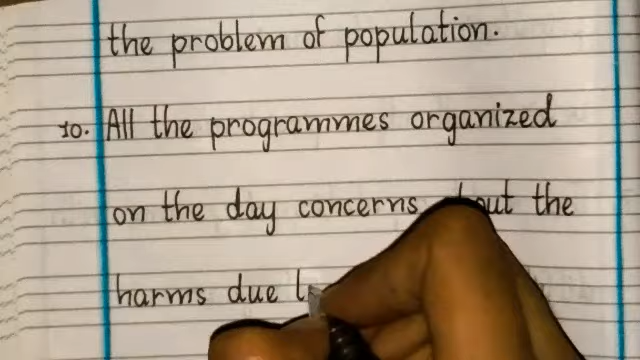 the problem of population.
10. All the programmes organized
on the day concerns the
harms due